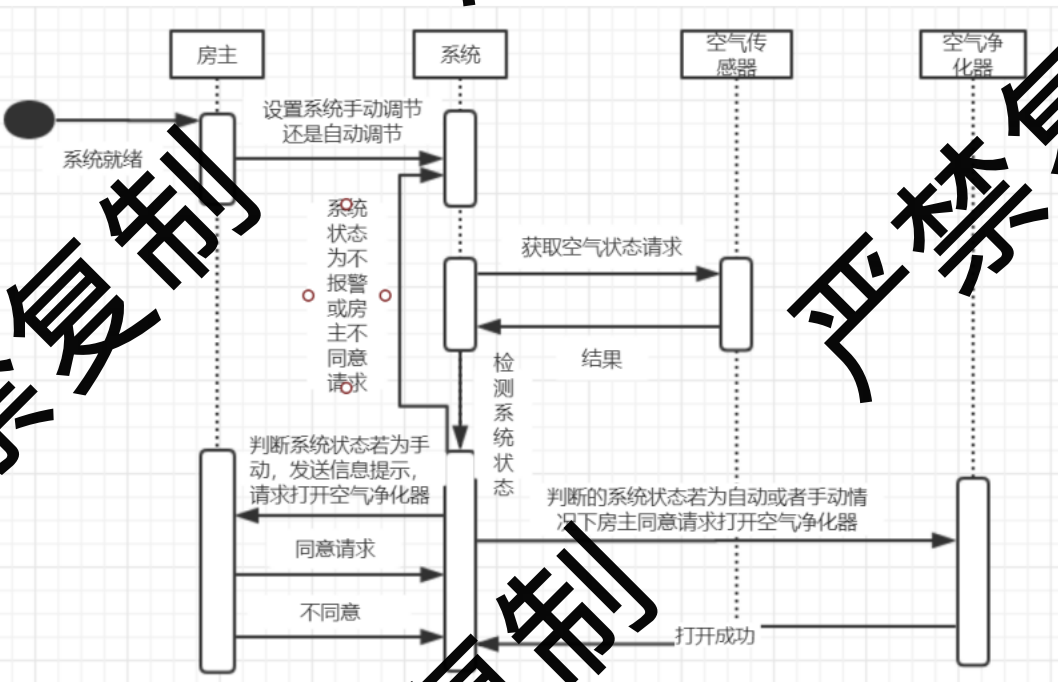 房主
系统
空气传
感器
空气净
化器
设置系统手动调节
还是自动调节
系统就绪
系统
状态
为不
报警
或房
主不
同意
请求
获取空气状态请求
结果
检
测
系
统
状
态
判断系统状态若为手
动，发送信息提示，
请求打开空气净化器
判断的系统状态若为自动或者手动情
况下房主同意请求打开空气净化器
同意请求
不同意
打开成功
复制
严禁
制